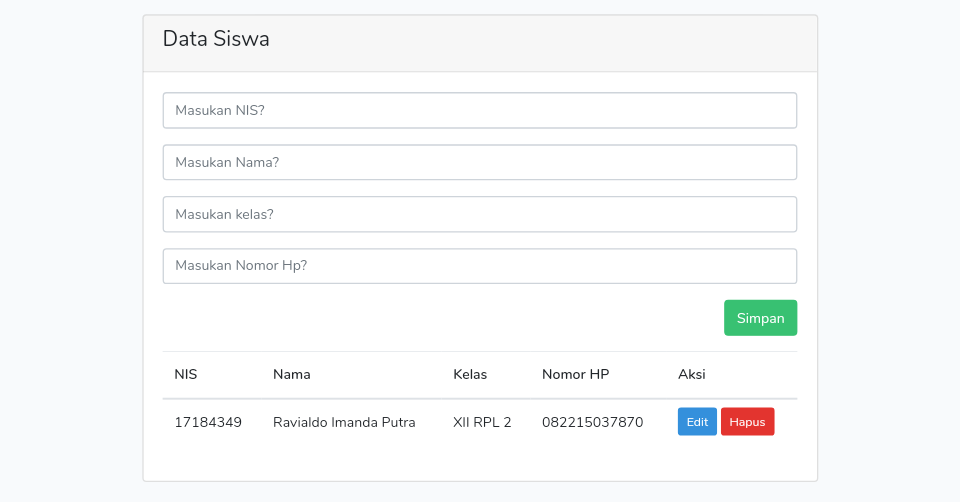 Data Siswa
Masukan NIS?
Masukan Nama?
Masukan kelas?
Masukan Nomor Hp?
Simpan
NIS Nama Kelas Nomor HP Aksi
17184349 Ravialdo Imanda Putra XII RPL 2 082215037870 Edit Hapus